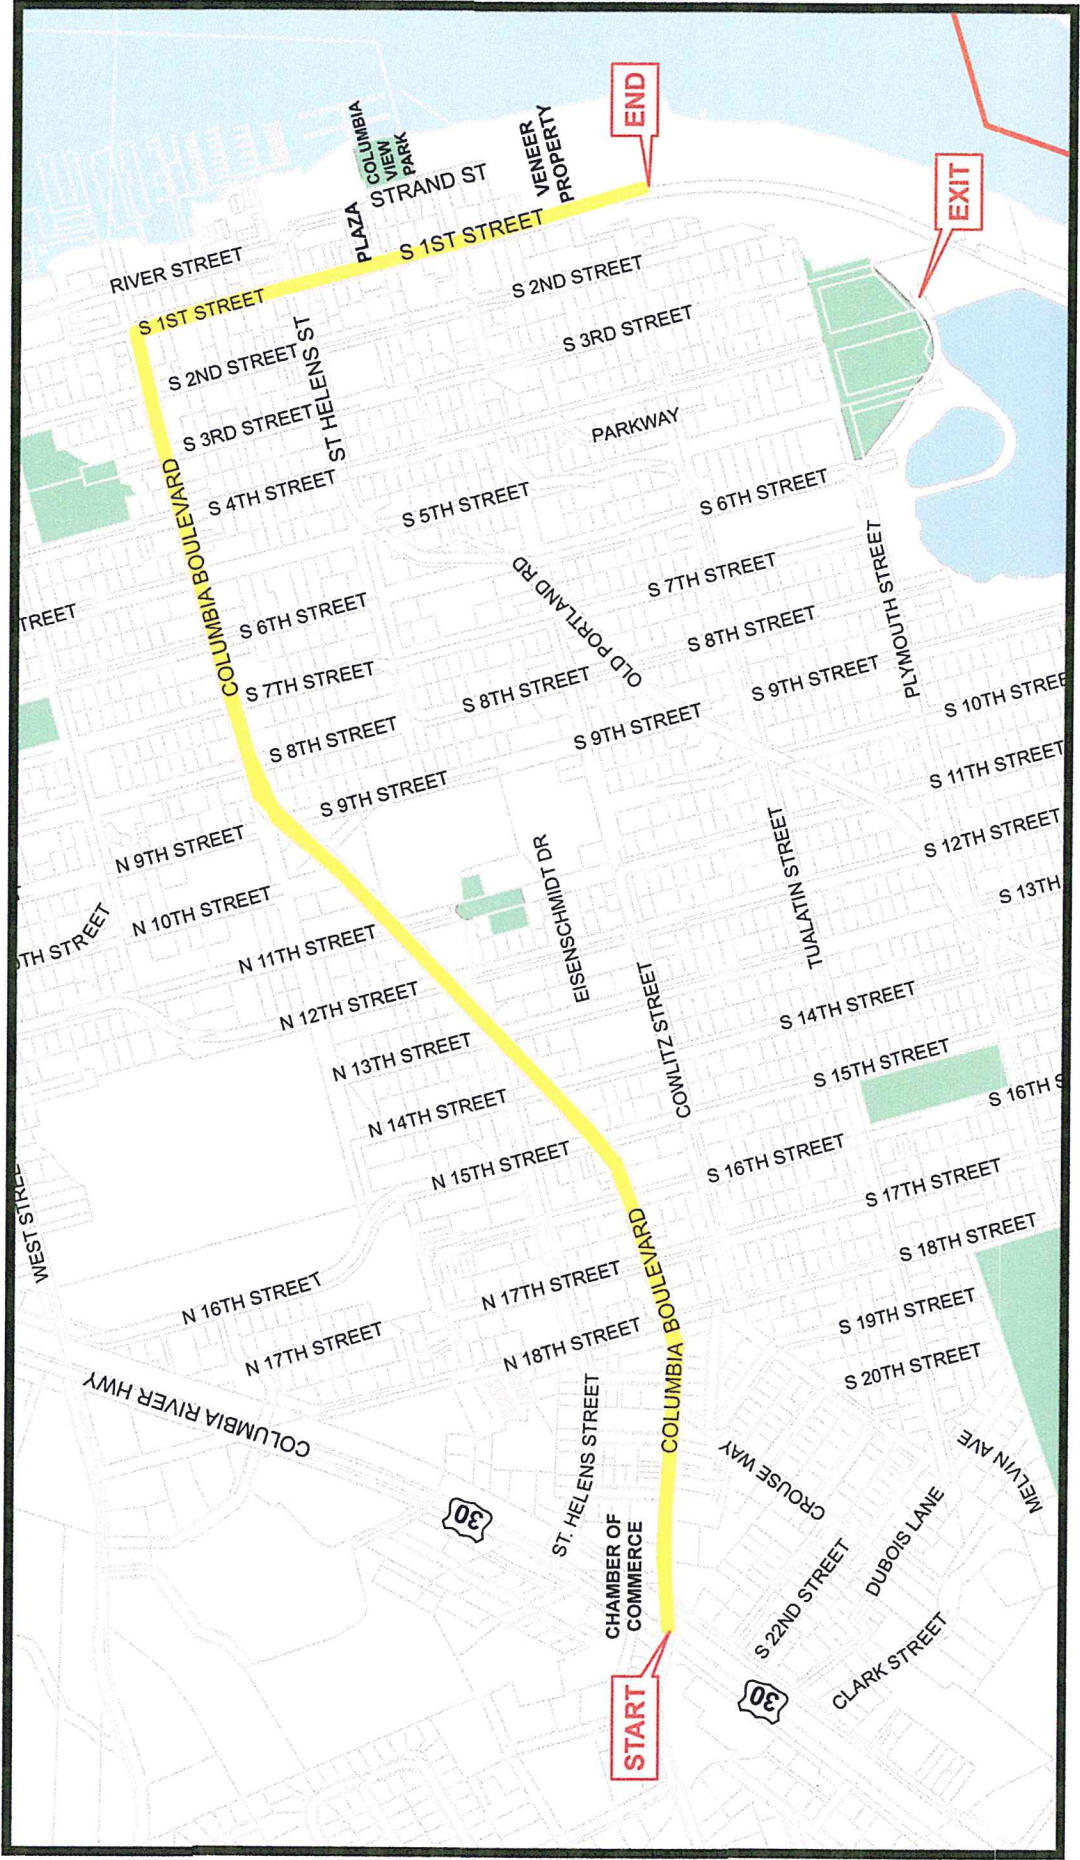 COLUMBIA
VIEW
PARK
END
VENEER
PROPERTY
STRAND ST
PLAZA
S 1ST STREET
EXIT
RIVER STREET
S 1ST STREET
S 2ND STREET
S 2ND STREET
ST HELENS ST
S 3RD STREET
S 3RD STREET
PARKWAY
COLUMBIA BOULEVARD
S 4TH STREET
S 5TH STREET
S 6TH STREET
OLD PORTLAND RD
PLYMOUTH STREET
TREET
S 6TH STREET
S 7TH STREET
S 7TH STREET
S 8TH STREET
S 8TH STREET
S 9TH STREET
S 10TH STREE
S 8TH STREET
S 9TH STREET
S 9TH STREET
S 11TH STREET
N 9TH STREET
EISENSCHMIDT DR
TUALATIN STREET
S 12TH STREET
S 13TH
N 10TH STREET
TH STREET
N 11TH STREET
N 12TH STREET
COWLITZ STREET
S 14TH STREET
N 13TH STREET
S 15TH STREET
S 16TH S
N 14TH STREET
N 15TH STREET
S 16TH STREET
S 17TH STREET
WEST STREE
COLUMBIA BOULEVARD
S 18TH STREET
N 16TH STREET
N 17TH STREET
S 19TH STREET
N 17TH STREET
N 18TH STREET
S 20TH STREET
COLUMBIA RIVER HWY
ST. HELENS STREET
CROUSE WAY
MELVIN AVE
30
CHAMBER OF
COMMERCE
DUBOIS LANE
S 22ND STREET
CLARK STREET
START
30